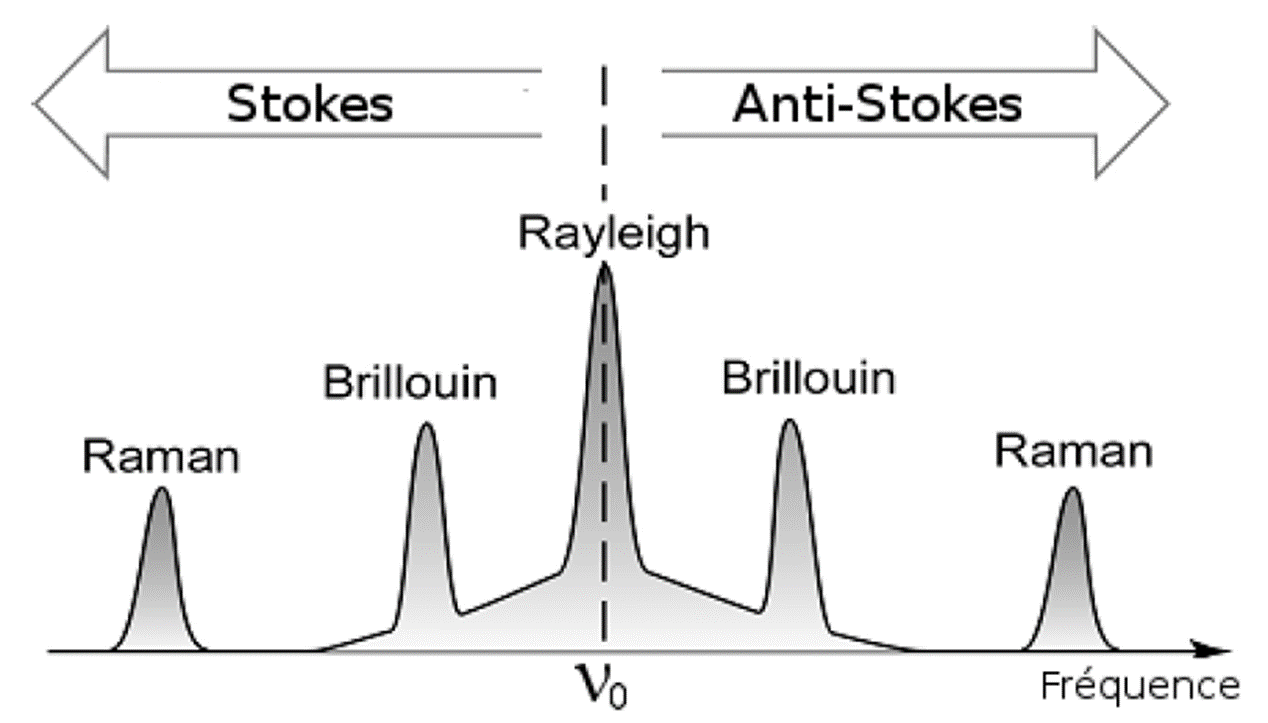 Stokes
Anti-Stokes
Rayleigh
Brillouin
Brillouin
Raman
Raman
ν0
Fréquence